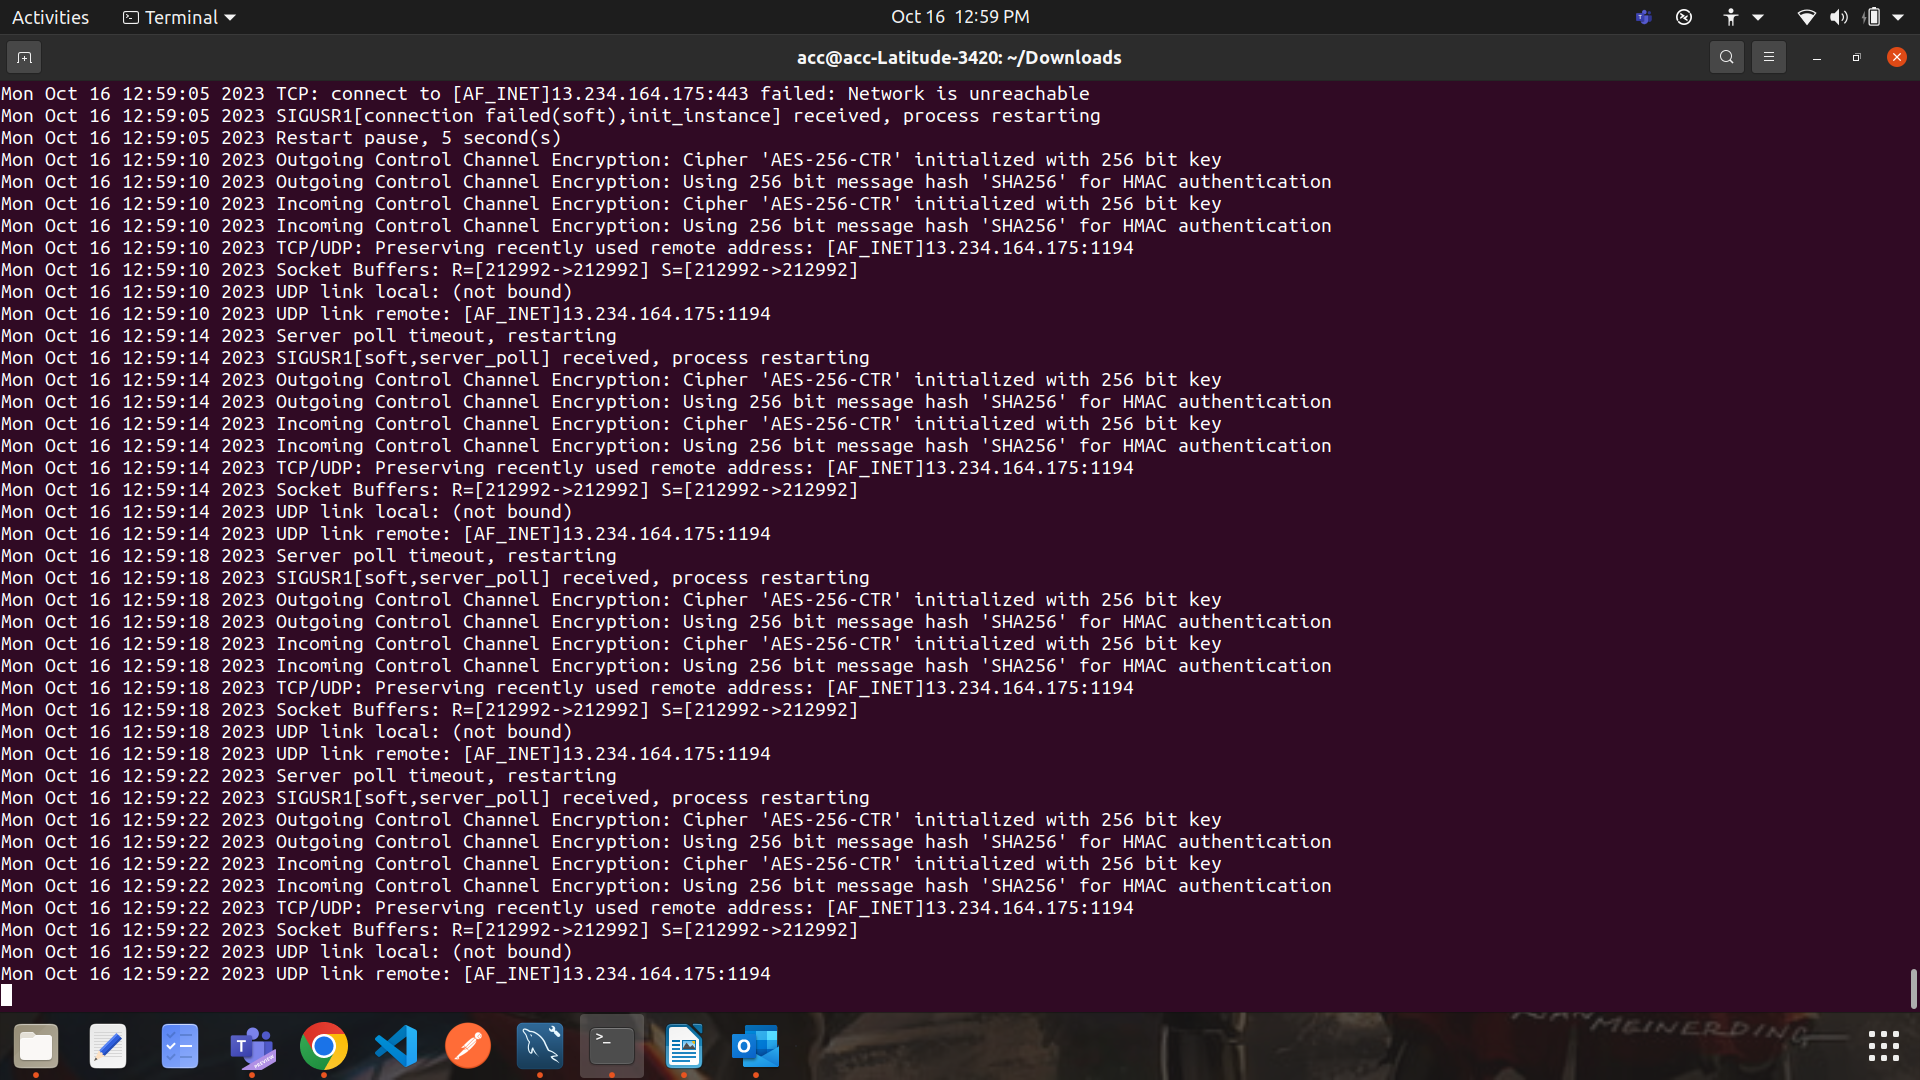 Activities
Terminal
Oct 16 12:59 PM
acc@acc-Latitude-3420: ~/Downloads
Mon Oct 16 12:59:05 2023 TCP: connect to [AF_INET]13.234.164.175:443 failed: Network is unreachable
Mon Oct 16 12:59:05 2023 SIGUSR1[connection failed(soft),init_instance] received, process restarting
Mon Oct 16 12:59:05 2023 Restart pause, 5 second(s)
Mon Oct 16 12:59:10 2023 Outgoing Control Channel Encryption: Cipher 'AES-256-CTR' initialized with 256 bit key
Mon Oct 16 12:59:10 2023 Outgoing Control Channel Encryption: Using 256 bit message hash 'SHA256' for HMAC authentication
Mon Oct 16 12:59:10 2023 Incoming Control Channel Encryption: Cipher 'AES-256-CTR' initialized with 256 bit key
Mon Oct 16 12:59:10 2023 Incoming Control Channel Encryption: Using 256 bit message hash 'SHA256' for HMAC authentication
Mon Oct 16 12:59:10 2023 TCP/UDP: Preserving recently used remote address: [AF_INET]13.234.164.175:1194
Mon Oct 16 12:59:10 2023 Socket Buffers: R=[212992->212992] S=[212992->212992]
Mon Oct 16 12:59:10 2023 UDP link local: (not bound)
Mon Oct 16 12:59:10 2023 UDP link remote: [AF_INET]13.234.164.175:1194
Mon Oct 16 12:59:14 2023 Server poll timeout, restarting
Mon Oct 16 12:59:14 2023 SIGUSR1[soft,server_poll] received, process restarting
Mon Oct 16 12:59:14 2023 Outgoing Control Channel Encryption: Cipher 'AES-256-CTR' initialized with 256 bit key
Mon Oct 16 12:59:14 2023 Outgoing Control Channel Encryption: Using 256 bit message hash 'SHA256' for HMAC authentication
Mon Oct 16 12:59:14 2023 Incoming Control Channel Encryption: Cipher 'AES-256-CTR' initialized with 256 bit key
Mon Oct 16 12:59:14 2023 Incoming Control Channel Encryption: Using 256 bit message hash 'SHA256' for HMAC authentication
Mon Oct 16 12:59:14 2023 TCP/UDP: Preserving recently used remote address: [AF_INET]13.234.164.175:1194
Mon Oct 16 12:59:14 2023 Socket Buffers: R=[212992->212992] S=[212992->212992]
Mon Oct 16 12:59:14 2023 UDP link local: (not bound)
Mon Oct 16 12:59:14 2023 UDP link remote: [AF_INET]13.234.164.175:1194
Mon Oct 16 12:59:18 2023 Server poll timeout, restarting
Mon Oct 16 12:59:18 2023 SIGUSR1[soft,server_poll] received, process restarting
Mon Oct 16 12:59:18 2023 Outgoing Control Channel Encryption: Cipher 'AES-256-CTR' initialized with 256 bit key
Mon Oct 16 12:59:18 2023 Outgoing Control Channel Encryption: Using 256 bit message hash 'SHA256' for HMAC authentication
Mon Oct 16 12:59:18 2023 Incoming Control Channel Encryption: Cipher 'AES-256-CTR' initialized with 256 bit key
Mon Oct 16 12:59:18 2023 Incoming Control Channel Encryption: Using 256 bit message hash 'SHA256' for HMAC authentication
Mon Oct 16 12:59:18 2023 TCP/UDP: Preserving recently used remote address: [AF_INET]13.234.164.175:1194
Mon Oct 16 12:59:18 2023 Socket Buffers: R=[212992->212992] S=[212992->212992]
Mon Oct 16 12:59:18 2023 UDP link local: (not bound)
Mon Oct 16 12:59:18 2023 UDP link remote: [AF_INET]13.234.164.175:1194
Mon Oct 16 12:59:22 2023 Server poll timeout, restarting
Mon Oct 16 12:59:22 2023 SIGUSR1[soft,server_poll] received, process restarting
Mon Oct 16 12:59:22 2023 Outgoing Control Channel Encryption: Cipher 'AES-256-CTR' initialized with 256 bit key
Mon Oct 16 12:59:22 2023 Outgoing Control Channel Encryption: Using 256 bit message hash 'SHA256' for HMAC authentication
Mon Oct 16 12:59:22 2023 Incoming Control Channel Encryption: Cipher 'AES-256-CTR' initialized with 256 bit key
Mon Oct 16 12:59:22 2023 Incoming Control Channel Encryption: Using 256 bit message hash 'SHA256' for HMAC authentication
Mon Oct 16 12:59:22 2023 TCP/UDP: Preserving recently used remote address: [AF_INET]13.234.164.175:1194
Mon Oct 16 12:59:22 2023 Socket Buffers: R=[212992->212992] S=[212992->212992]
Mon Oct 16 12:59:22 2023 UDP link local: (not bound)
Mon Oct 16 12:59:22 2023 UDP link remote: [AF_INET]13.234.164.175:1194
MEINERDING